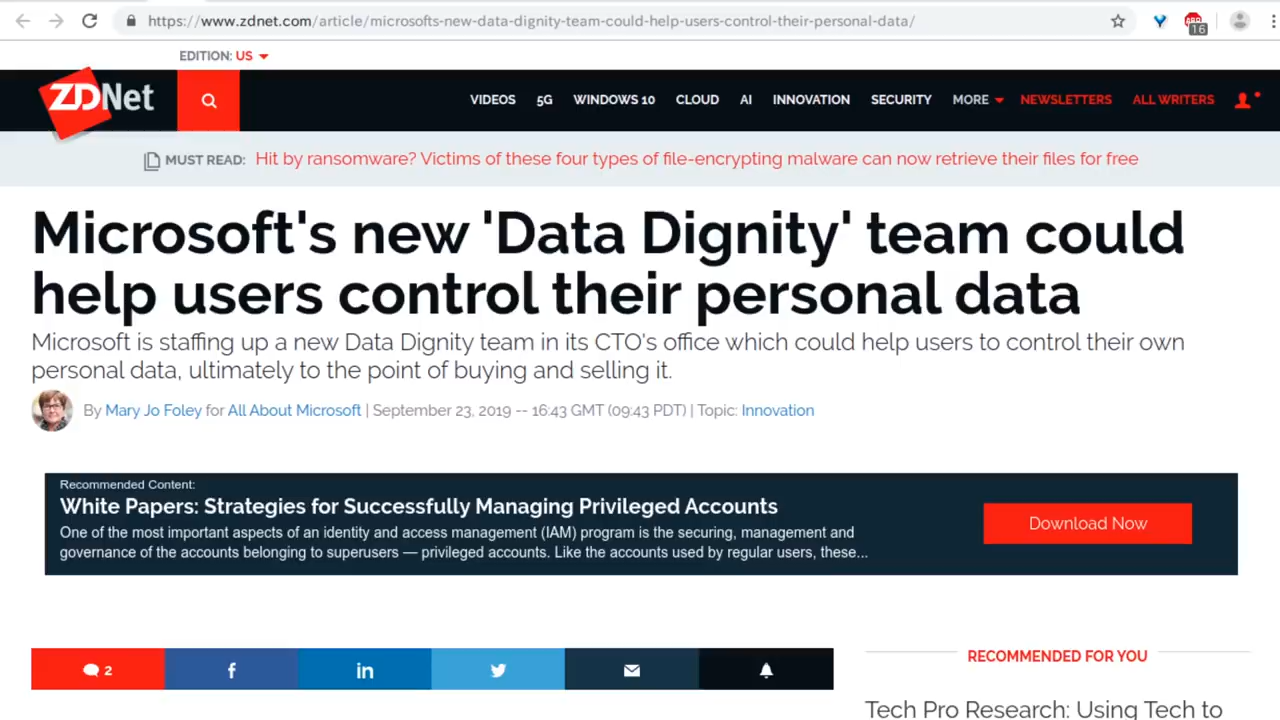 https://www.zdnet.com/article/microsofts-new-data-dignity-team-could-help-users-control-their-personal-data/
16
EDITION: US
ZDNet
VIDEOS 5G WINDOWS 10 CLOUD AI INNOVATION SECURITY MORE NEWSLETTERS ALL WRITERS
MUST READ: Hit by ransomware? Victims of these four types of file-encrypting malware can now retrieve their files for free
Microsoft's new 'Data Dignity' team could
help users control their personal data
Microsoft is staffing up a new Data Dignity team in its CTO's office which could help users to control their own
personal data, ultimately to the point of buying and selling it.
By Mary Jo Foley for All About Microsoft | September 23, 2019 -- 16:43 GMT (09:43 PDT) | Topic: Innovation
Recommended Content:
White Papers: Strategies for Successfully Managing Privileged Accounts
One of the most important aspects of an identity and access management (IAM) program is the securing, management and
governance of the accounts belonging to superusers — privileged accounts. Like the accounts used by regular users, these...
Download Now
2
RECOMMENDED FOR YOU
Tech Pro Research: Using Tech to